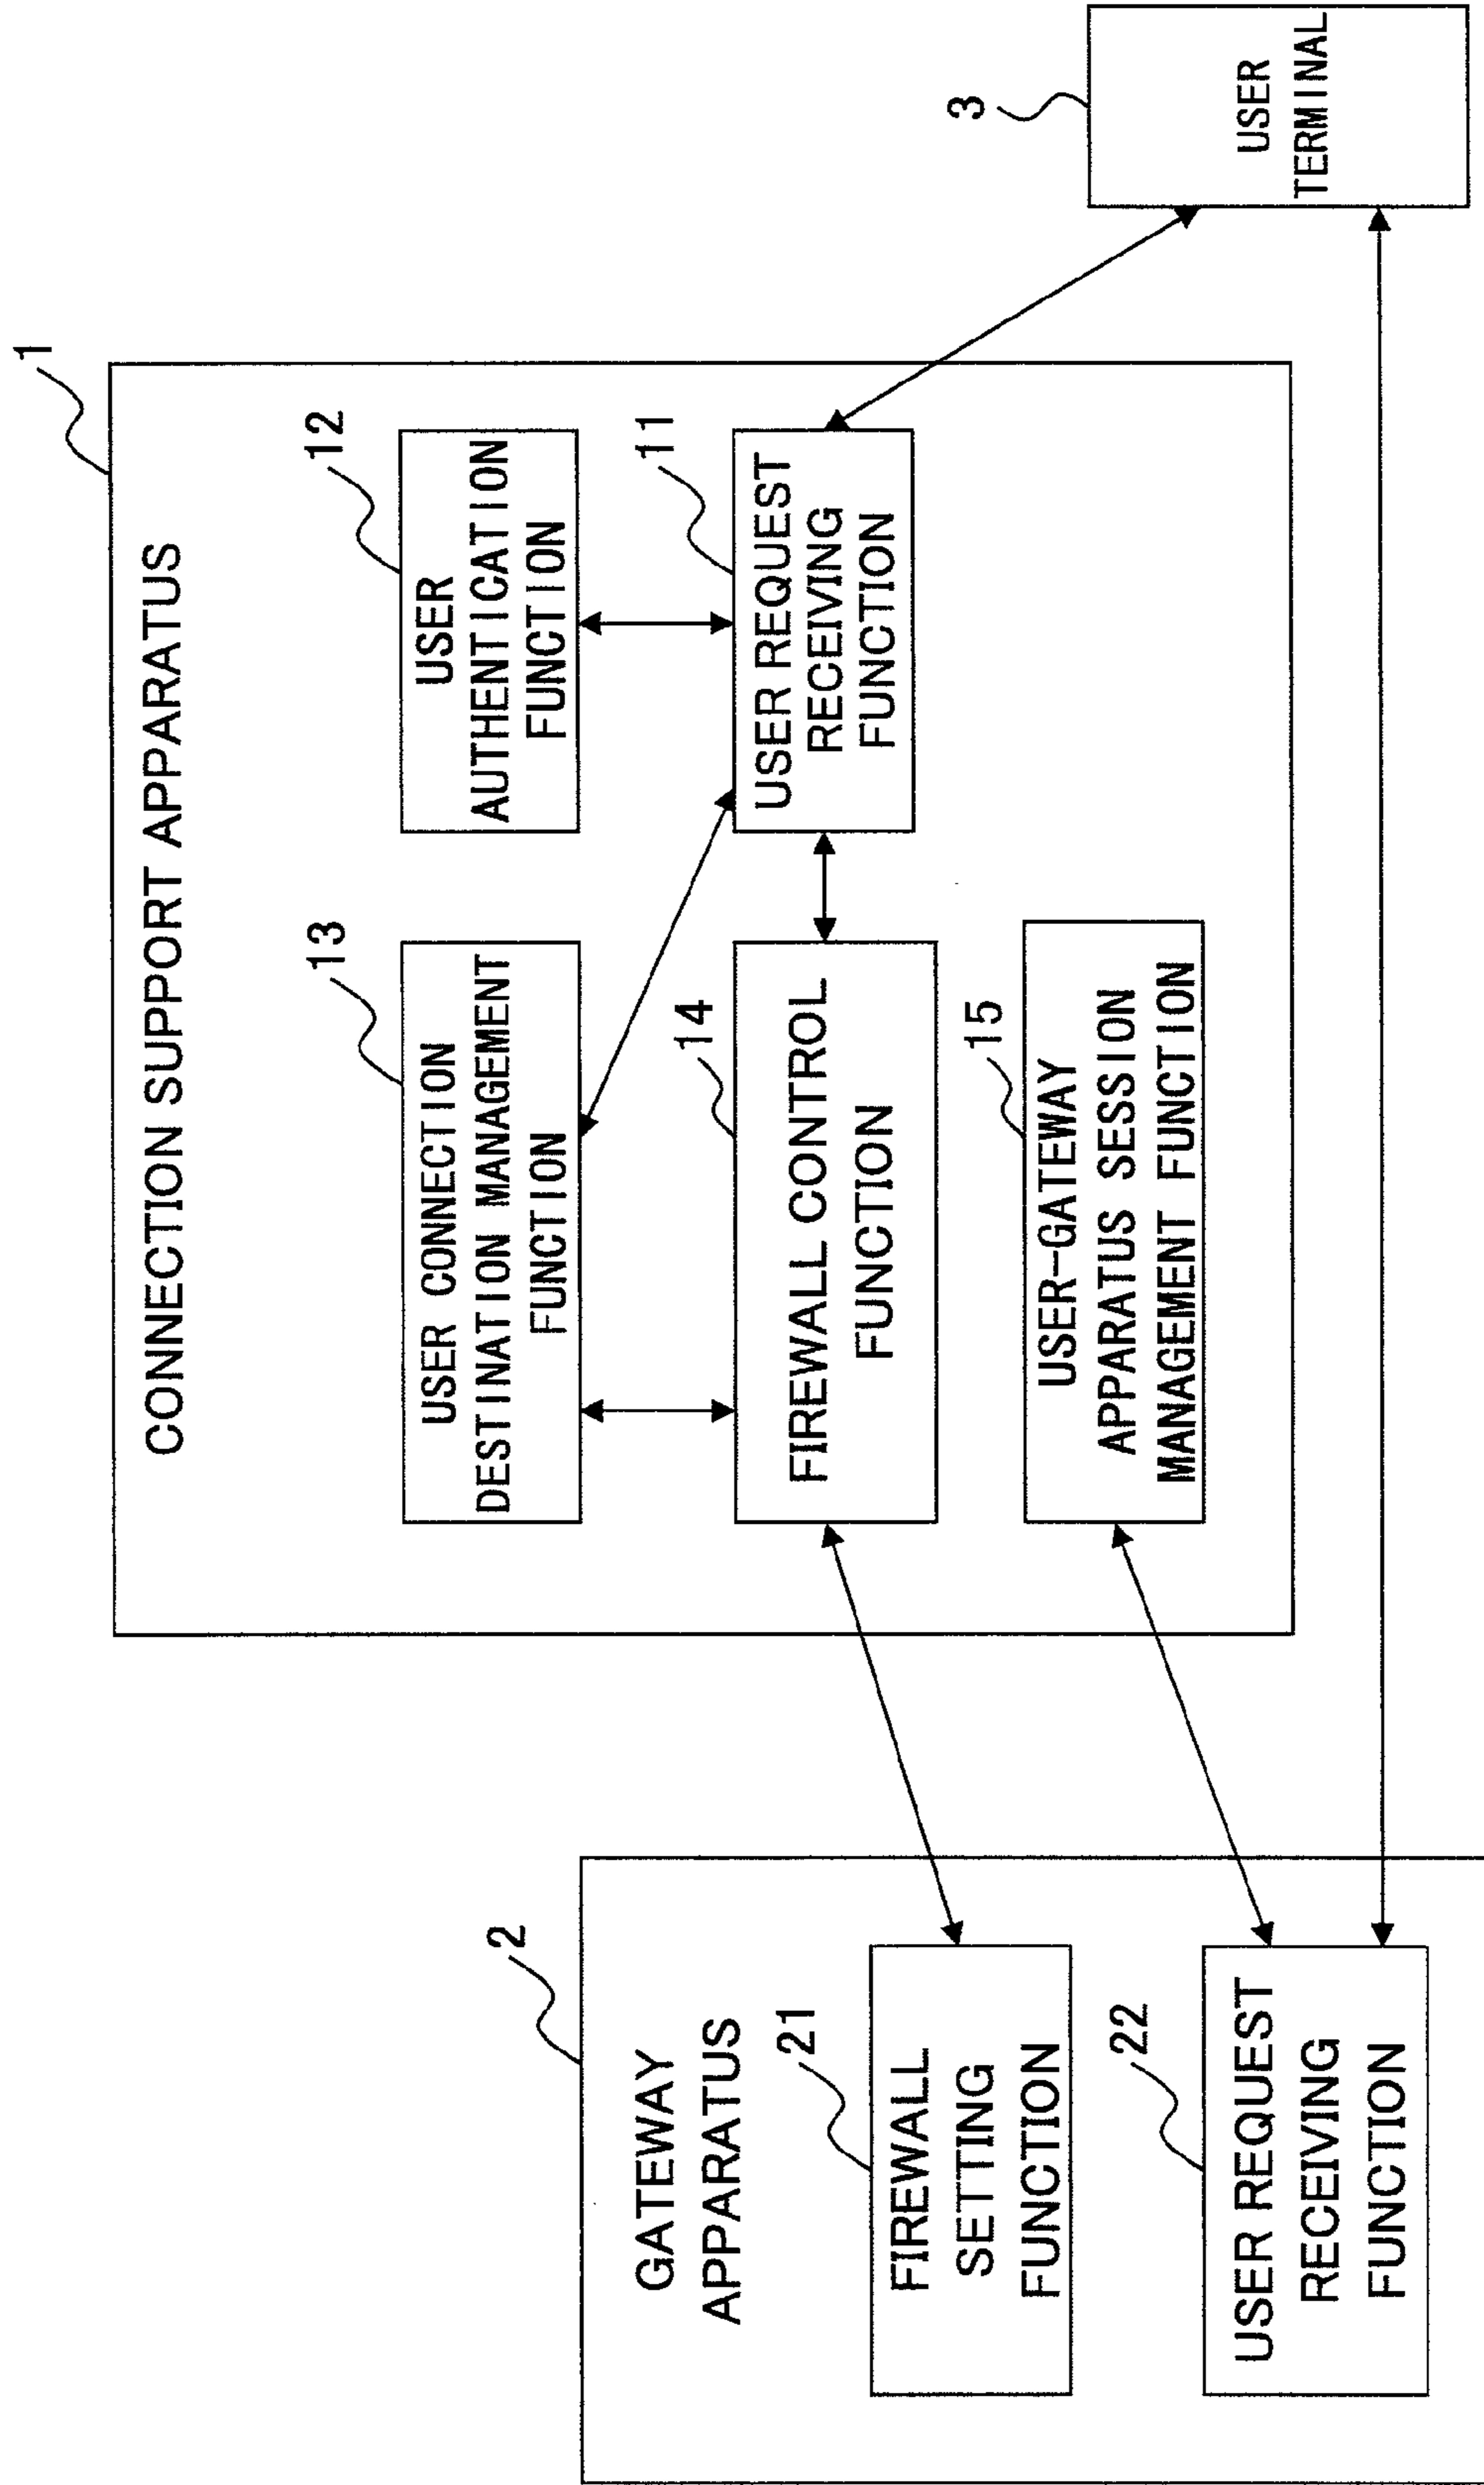 1
CONNECTION SUPPORT APPARATUS
13
USER CONNECTION
DESTINATION MANAGEMENT
FUNCTION
12
USER
AUTHENTICATION
FUNCTION
14
FIREWALL CONTROL
FUNCTION
11
USER REQUEST
RECEIVING
FUNCTION
15
USER-GATEWAY
APPARATUS SESSION
MANAGEMENT FUNCTION
2
GATEWAY
APPARATUS
21
FIREWALL
SETTING
FUNCTION
22
USER REQUEST
RECEIVING
FUNCTION
3
USER
TERMINAL